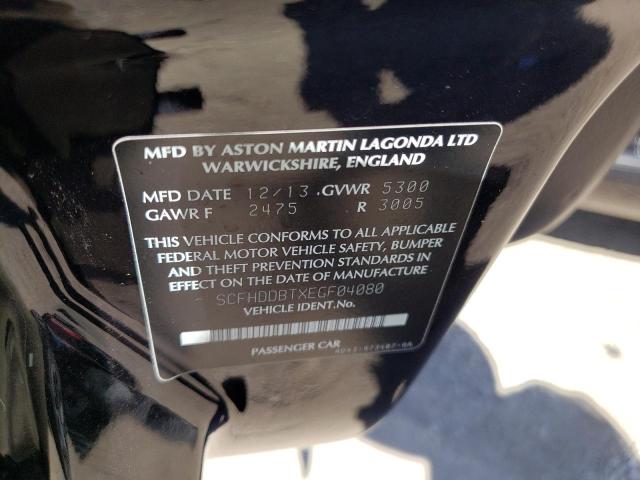 MFD BY ASTON MARTIN LAGONDA LTD
WARWICKSHIRE, ENGLAND
MFD DATE 12/13 .GVWR 5300
GAWR F 2475 R 3005
THIS VEHICLE CONFORMS TO ALL APPLICABLE
FEDERAL MOTOR VEHICLE SAFETY, BUMPER
AND THEFT PREVENTION STANDARDS IN
EFFECT ON THE DATE OF MANUFACTURE
SCFHDDBTXEGF04080
VEHICLE IDENT.No.
PASSENGER CAR